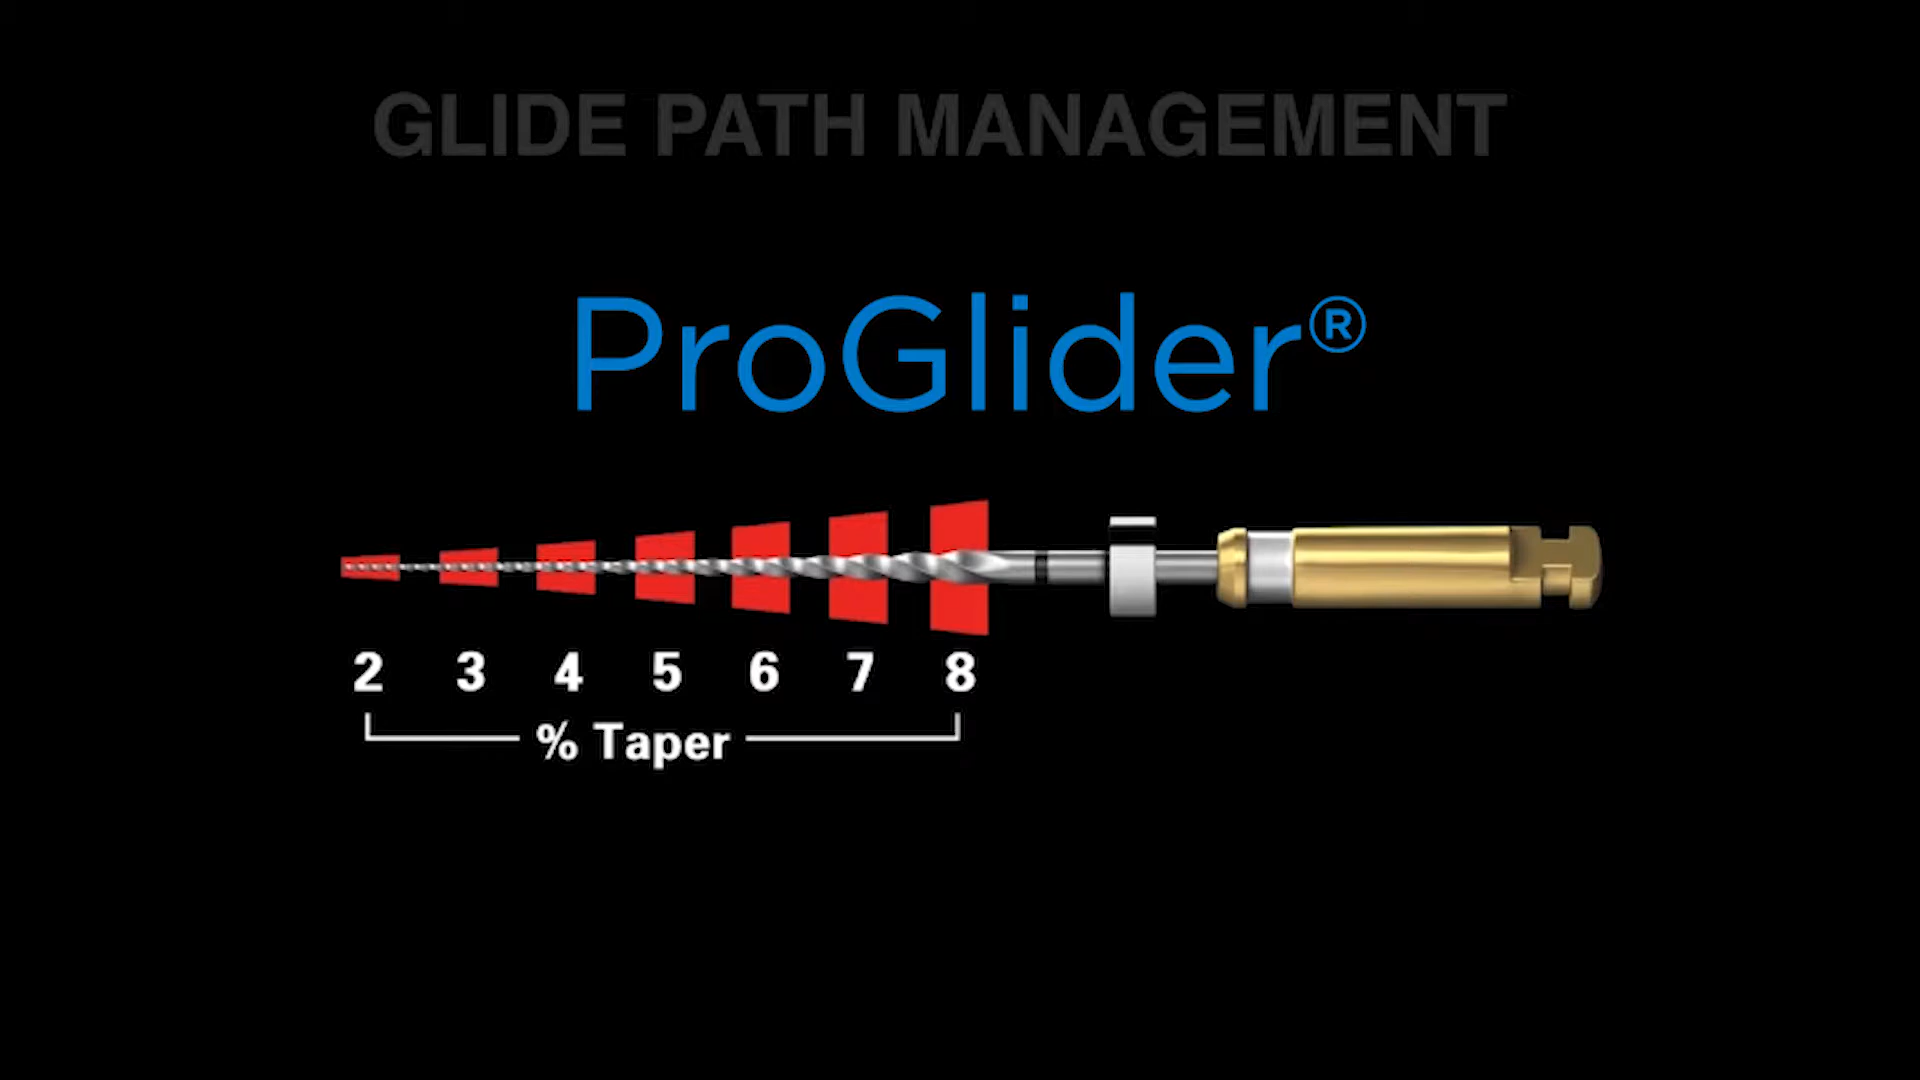 GLIDE PATH MANAGEMENT
ProGlider®
2 3 4 5 6 7 8
% Taper